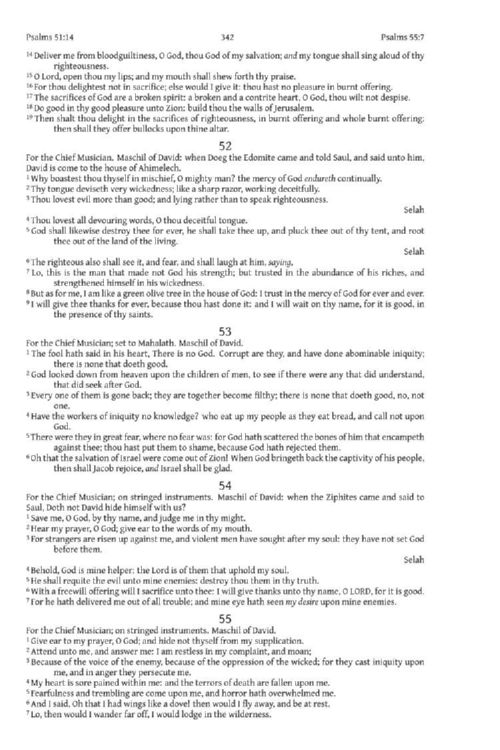 Psalms 51:14 342 Psalms 55:7
14 Deliver me from bloodguiltiness, O God, thou God of my salvation; and my tongue shall sing aloud of thy
righteousness.
15 O Lord, open thou my lips; and my mouth shall shew forth thy praise.
16 For thou delightest not in sacrifice; else would I give it: thou hast no pleasure in burnt offering.
17 The sacrifices of God are a broken spirit: a broken and a contrite heart, O God, thou wilt not despise.
18 Do good in thy good pleasure unto Zion: build thou the walls of Jerusalem.
19 Then shalt thou delight in the sacrifices of righteousness, in burnt offering and whole burnt offering:
then shall they offer bullocks upon thine altar.
52
For the Chief Musician. Maschil of David: when Doeg the Edomite came and told Saul, and said unto him,
David is come to the house of Ahimelech.
1 Why boastest thou thyself in mischief, O mighty man? the mercy of God endureth continually.
2 Thy tongue deviseth very wickedness; like a sharp razor, working deceitfully.
3 Thou lovest evil more than good; and lying rather than to speak righteousness.
Selah
4 Thou lovest all devouring words, O thou deceitful tongue.
5 God shall likewise destroy thee for ever, he shall take thee up, and pluck thee out of thy tent, and root
thee out of the land of the living.
Selah
6 The righteous also shall see it, and fear, and shall laugh at him, saying,
7 Lo, this is the man that made not God his strength; but trusted in the abundance of his riches, and
strengthened himself in his wickedness.
8 But as for me, I am like a green olive tree in the house of God: I trust in the mercy of God for ever and ever.
9 I will give thee thanks for ever, because thou hast done it: and I will wait on thy name, for it is good, in
the presence of thy saints.
53
For the Chief Musician; set to Mahalath. Maschil of David.
1 The fool hath said in his heart, There is no God. Corrupt are they, and have done abominable iniquity;
there is none that doeth good.
2 God looked down from heaven upon the children of men, to see if there were any that did understand,
that did seek after God.
3 Every one of them is gone back; they are together become filthy; there is none that doeth good, no, not
one.
4 Have the workers of iniquity no knowledge? who eat up my people as they eat bread, and call not upon
God.
5 There were they in great fear, where no fear was: for God hath scattered the bones of him that encampeth
against thee; thou hast put them to shame, because God hath rejected them.
6 Oh that the salvation of Israel were come out of Zion! When God bringeth back the captivity of his people,
then shall Jacob rejoice, and Israel shall be glad.
54
For the Chief Musician; on stringed instruments. Maschil of David: when the Ziphites came and said to
Saul, Doth not David hide himself with us?
1 Save me, O God, by thy name, and judge me in thy might.
2 Hear my prayer, O God; give ear to the words of my mouth.
3 For strangers are risen up against me, and violent men have sought after my soul: they have not set God
before them.
Selah
4 Behold, God is mine helper: the Lord is of them that uphold my soul.
5 He shall requite the evil unto mine enemies: destroy thou them in thy truth.
6 With a freewill offering will I sacrifice unto thee: I will give thanks unto thy name, O LORD, for it is good.
7 For he hath delivered me out of all trouble; and mine eye hath seen my desire upon mine enemies.
55
For the Chief Musician; on stringed instruments. Maschil of David.
1 Give ear to my prayer, O God; and hide not thyself from my supplication.
2 Attend unto me, and answer me: I am restless in my complaint, and moan;
3 Because of the voice of the enemy, because of the oppression of the wicked; for they cast iniquity upon
me, and in anger they persecute me.
4 My heart is sore pained within me: and the terrors of death are fallen upon me.
5 Fearfulness and trembling are come upon me, and horror hath overwhelmed me.
6 And I said, Oh that I had wings like a dove! then would I fly away, and be at rest.
7 Lo, then would I wander far off, I would lodge in the wilderness.